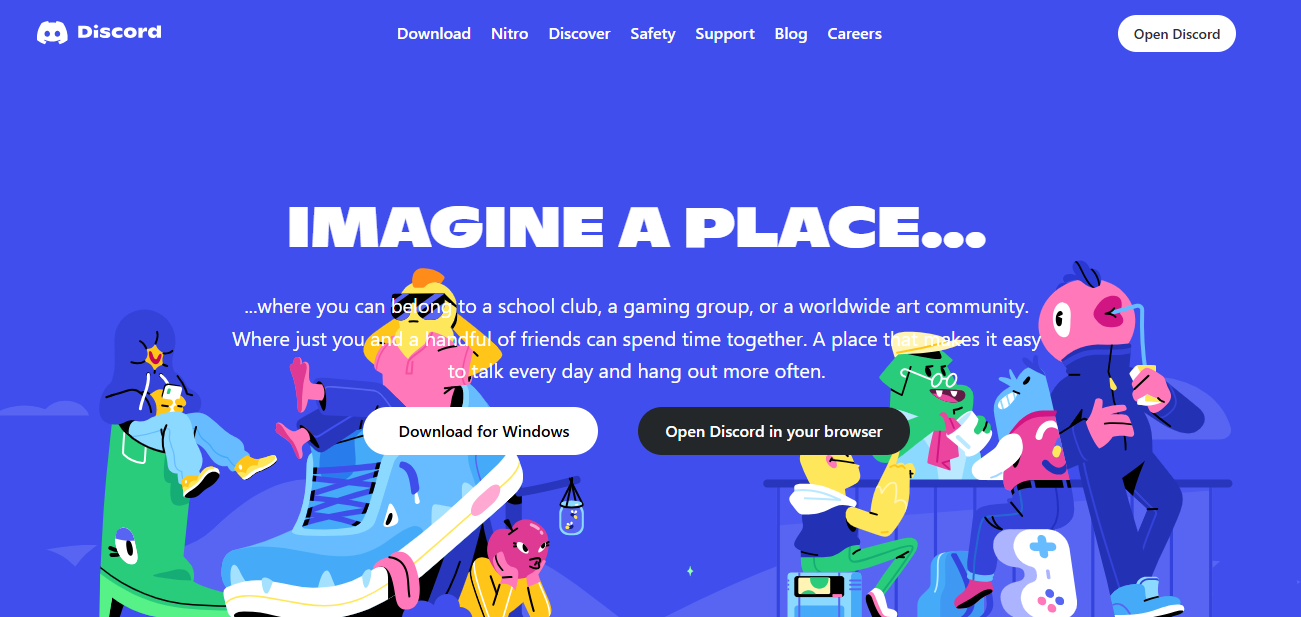 Discord
Download Nitro Discover Safety Support Blog Careers
Open Discord
IMAGINE A PLACE...
...where you can belong to a school club, a gaming group, or a worldwide art community.
Where just you and a handful of friends can spend time together. A place that makes it easy
to talk every day and hang out more often.
Download for Windows
Open Discord in your browser